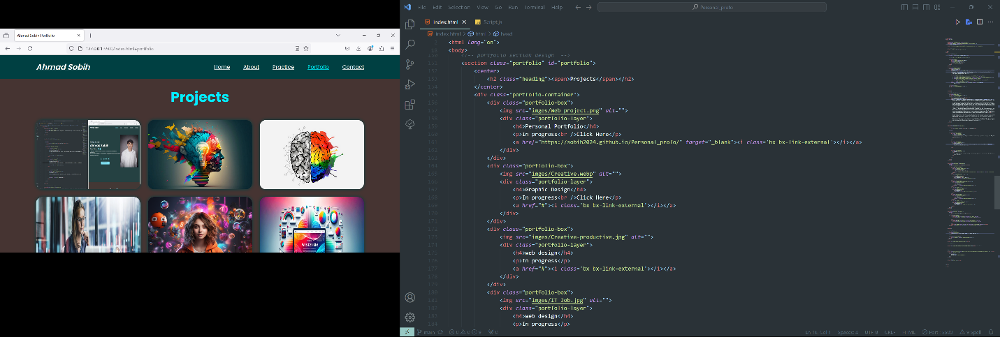 Ahmad Sobih Portfolio
127.0.0.1:5500/index.html#portfolio
Ahmad Sobih
Home About Practice Portfolio Contact
Projects
File Edit Selection View Go Run Terminal Help
Personal_prolo
index.html
Script.js
index.html > html > head
<html lang="en">
<body>
<!-- portfolio section design -->
<section class="portfolio" id="portfolio">
<center>
<h2 class="heading"><span>Projects</span></h2>
</center>
<div class="portfolio-container">
<div class="portfolio-box">
<img src="imges/Web project.png" alt="">
<div class="portfolio-layer">
<h4>Personal Portfolio</h4>
<p>In progress<br />Click Here</p>
<a href="https://sobih2024.github.io/Personal_prolo/" target="_blank"><i class='bx bx-link-external'></i></a>
</div>
</div>
<div class="portfolio-box">
<img src="imges/Creative.webp" alt="">
<div class="portfolio-layer">
<h4>Graphic Design</h4>
<p>In progress<br />Click Here</p>
<a href="#"><i class='bx bx-link-external'></i></a>
</div>
</div>
<div class="portfolio-box">
<img src="imges/Creative-productive.jpg" alt="">
<div class="portfolio-layer">
<h4>web design</h4>
<p>In progress</p>
<a href="#"><i class='bx bx-link-external'></i></a>
</div>
</div>
<div class="portfolio-box">
<img src="imges/IT Job.jpg" alt="">
<div class="portfolio-layer">
<h4>web design</h4>
<p>In progress</p>
main
Ln 16, Col 1 Spaces: 4 UTF-8 CRLF HTML Port : 5500 9 Spell